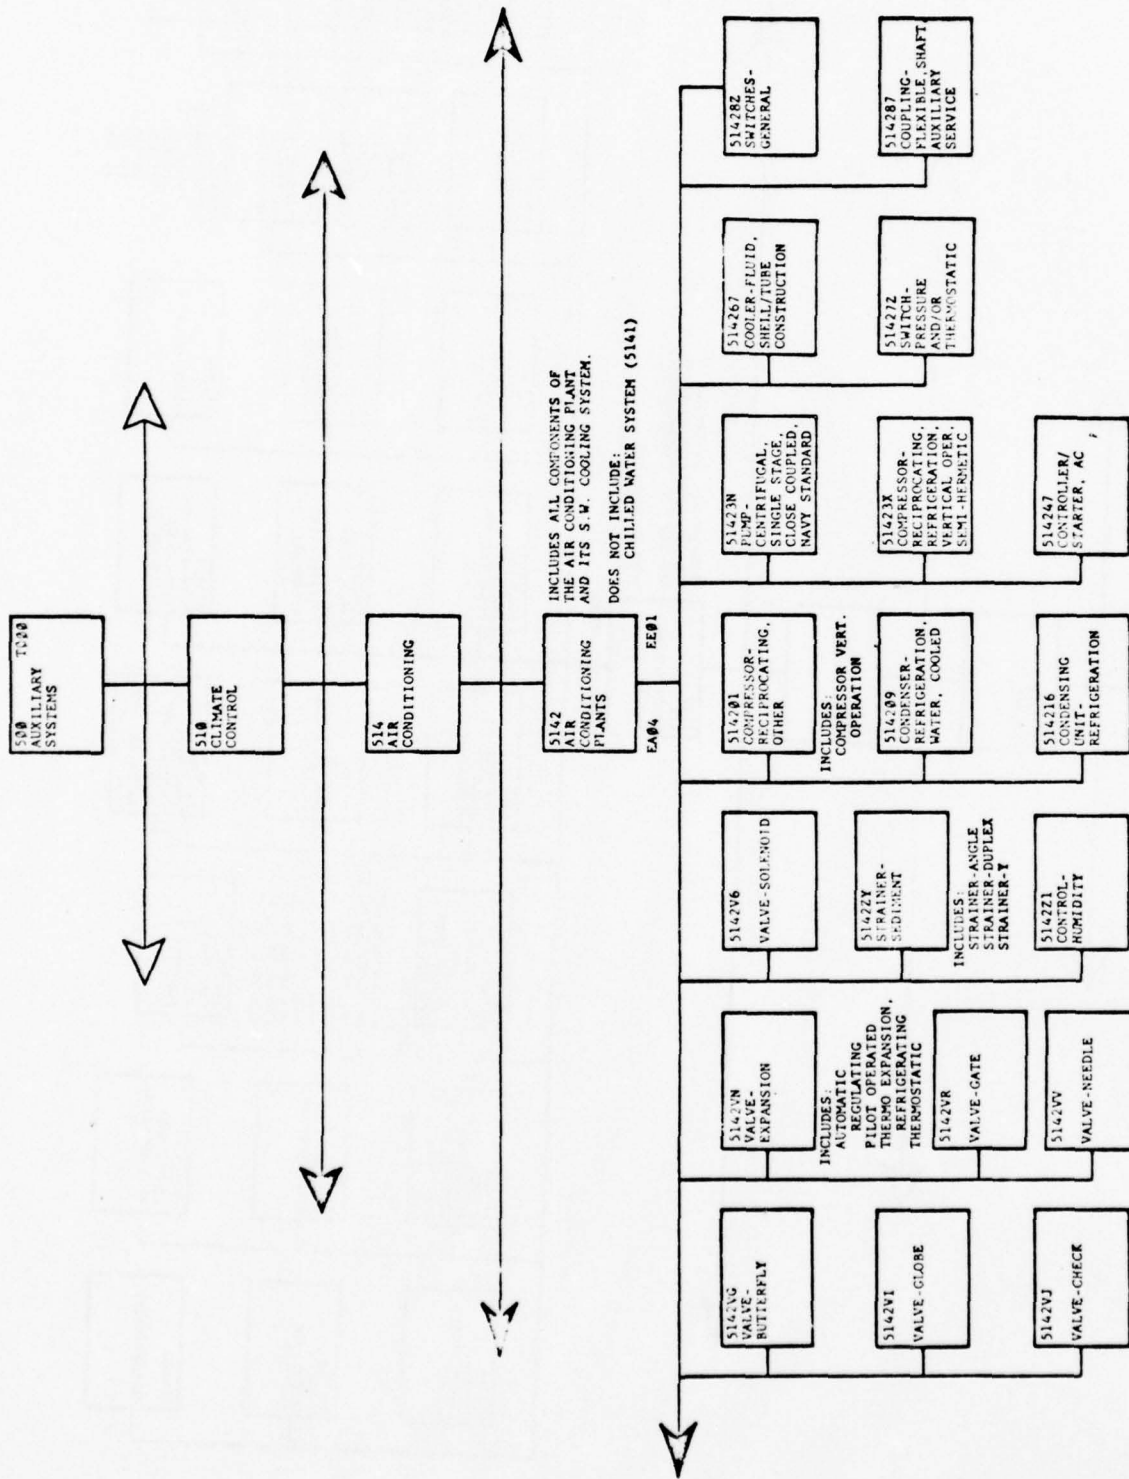 500 T000
AUXILIARY
SYSTEMS
510
CLIMATE
CONTROL
514
AIR
CONDITIONING
5142
AIR
CONDITIONING
PLANTS
INCLUDES ALL COMPONENTS OF
THE AIR CONDITIONING PLANT
AND ITS S.W. COOLING SYSTEM.
DOES NOT INCLUDE:
CHILLED WATER SYSTEM (5141)
EA04 EE01
5142VG
VALVE-
BUTTERFLY
5142VI
VALVE-GLOBE
5142VJ
VALVE-CHECK
5142VN
VALVE-
EXPANSION
INCLUDES:
AUTOMATIC
REGULATING
PILOT OPERATED
THERMO EXPANSION,
REFRIGERATING
THERMOSTATIC
5142VR
VALVE-GATE
5142VV
VALVE-NEEDLE
5142V6
VALVE-SOLENOID
5142ZY
STRAINER-
SEDIMENT
INCLUDES:
STRAINER-ANGLE
STRAINER-DUPLEX
STRAINER-Y
5142Z1
CONTROL-
HUMIDITY
514201
COMPRESSOR-
RECIPROCATING,
OTHER
INCLUDES:
COMPRESSOR VERT.
OPERATION
514209
CONDENSER-
REFRIGERATION,
WATER, COOLED
514216
CONDENSING
UNIT-
REFRIGERATION
51423N
PUMP-
CENTRIFUGAL,
SINGLE STAGE,
CLOSE COUPLED,
NAVY STANDARD
51423X
COMPRESSOR-
RECIPROCATING,
REFRIGERATION,
VERTICAL OPER,
SEMI-HERMETIC
514247
CONTROLLER/
STARTER, AC
514267
COOLER-FLUID,
SHELL/TUBE
CONSTRUCTION
51427Z
SWITCH-
PRESSURE
AND/OR
THERMOSTATIC
51428Z
SWITCHES-
GENERAL
514287
COUPLING-
FLEXIBLE, SHAFT,
AUXILIARY
SERVICE